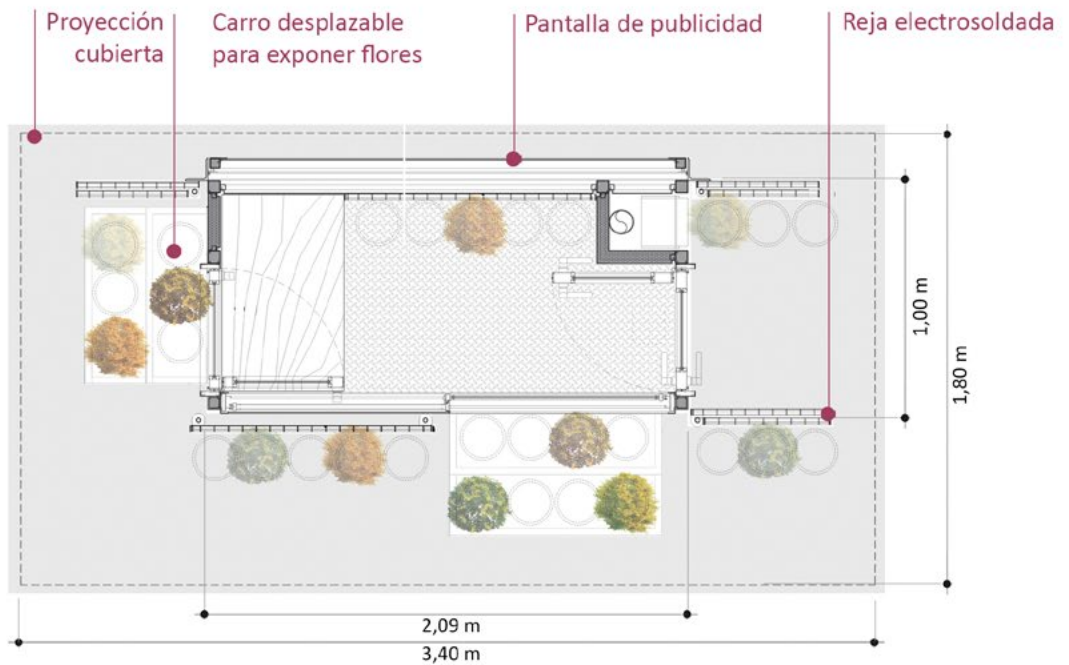 Proyección
cubierta
Carro desplazable
para exponer flores
Pantalla de publicidad
Reja electrosoldada
1,00 m
1,80 m
2,09 m
3,40 m